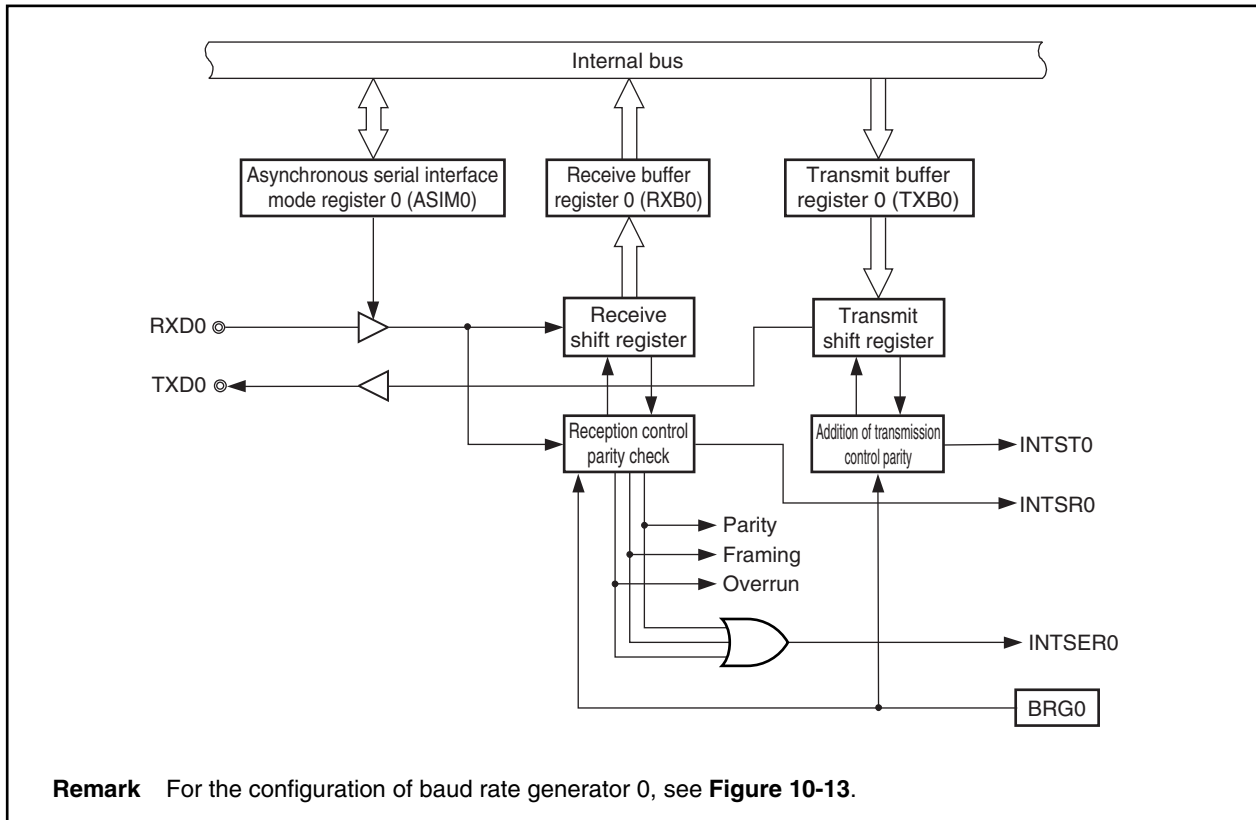 Internal bus
Asynchronous serial interface
mode register 0 (ASIM0)
Receive buffer
register 0 (RXB0)
Transmit buffer
register 0 (TXB0)
RXD0
Receive
shift register
Transmit
shift register
TXD0
Reception control
parity check
Addition of transmission
control parity
INTST0
INTSR0
Parity
Framing
Overrun
INTSER0
BRG0
Remark For the configuration of baud rate generator 0, see Figure 10-13.